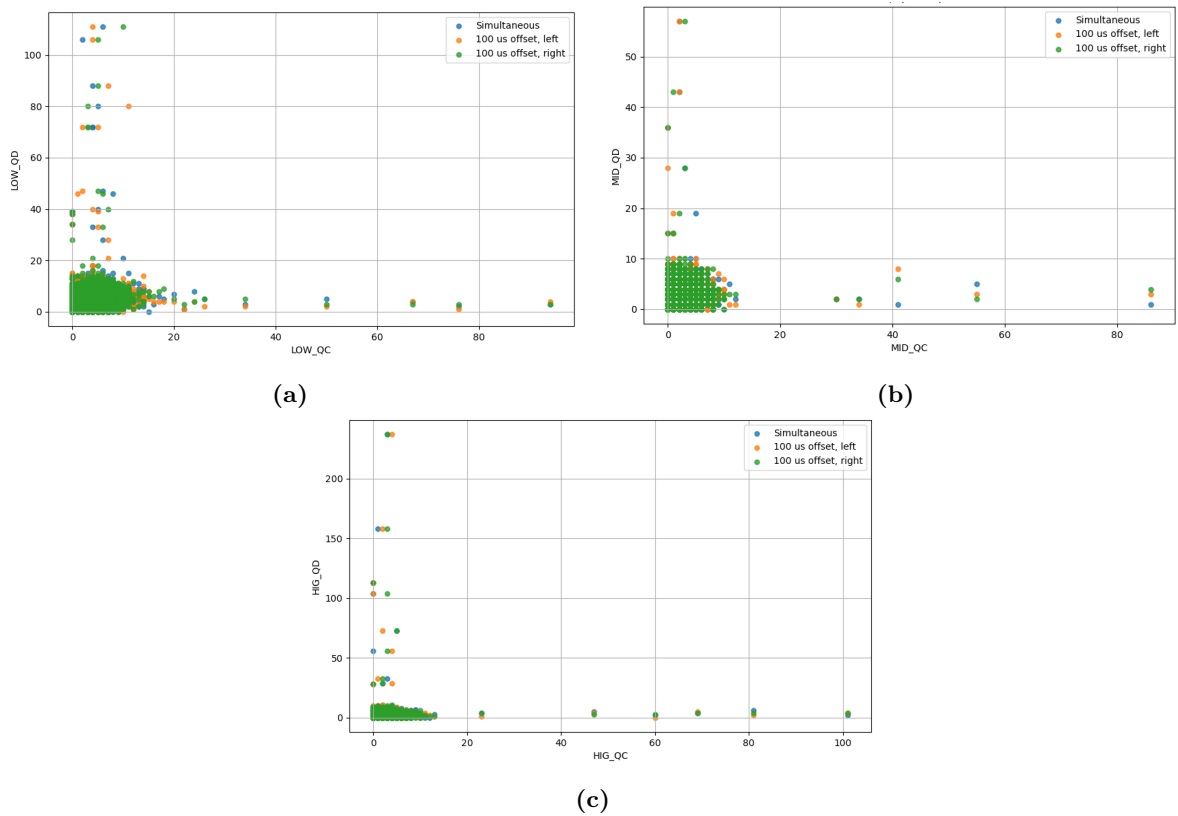 Simultaneous
100 us offset, left
100 us offset, right
LOW_QD
100
80
60
40
20
0
0 20 40 60 80
LOW_QC
(a)
Simultaneous
100 us offset, left
100 us offset, right
MID_QD
50
40
30
20
10
0
0 20 40 60 80
MID_QC
(b)
Simultaneous
100 us offset, left
100 us offset, right
HIG_QD
200
150
100
50
0
0 20 40 60 80 100
HIG_QC
(c)